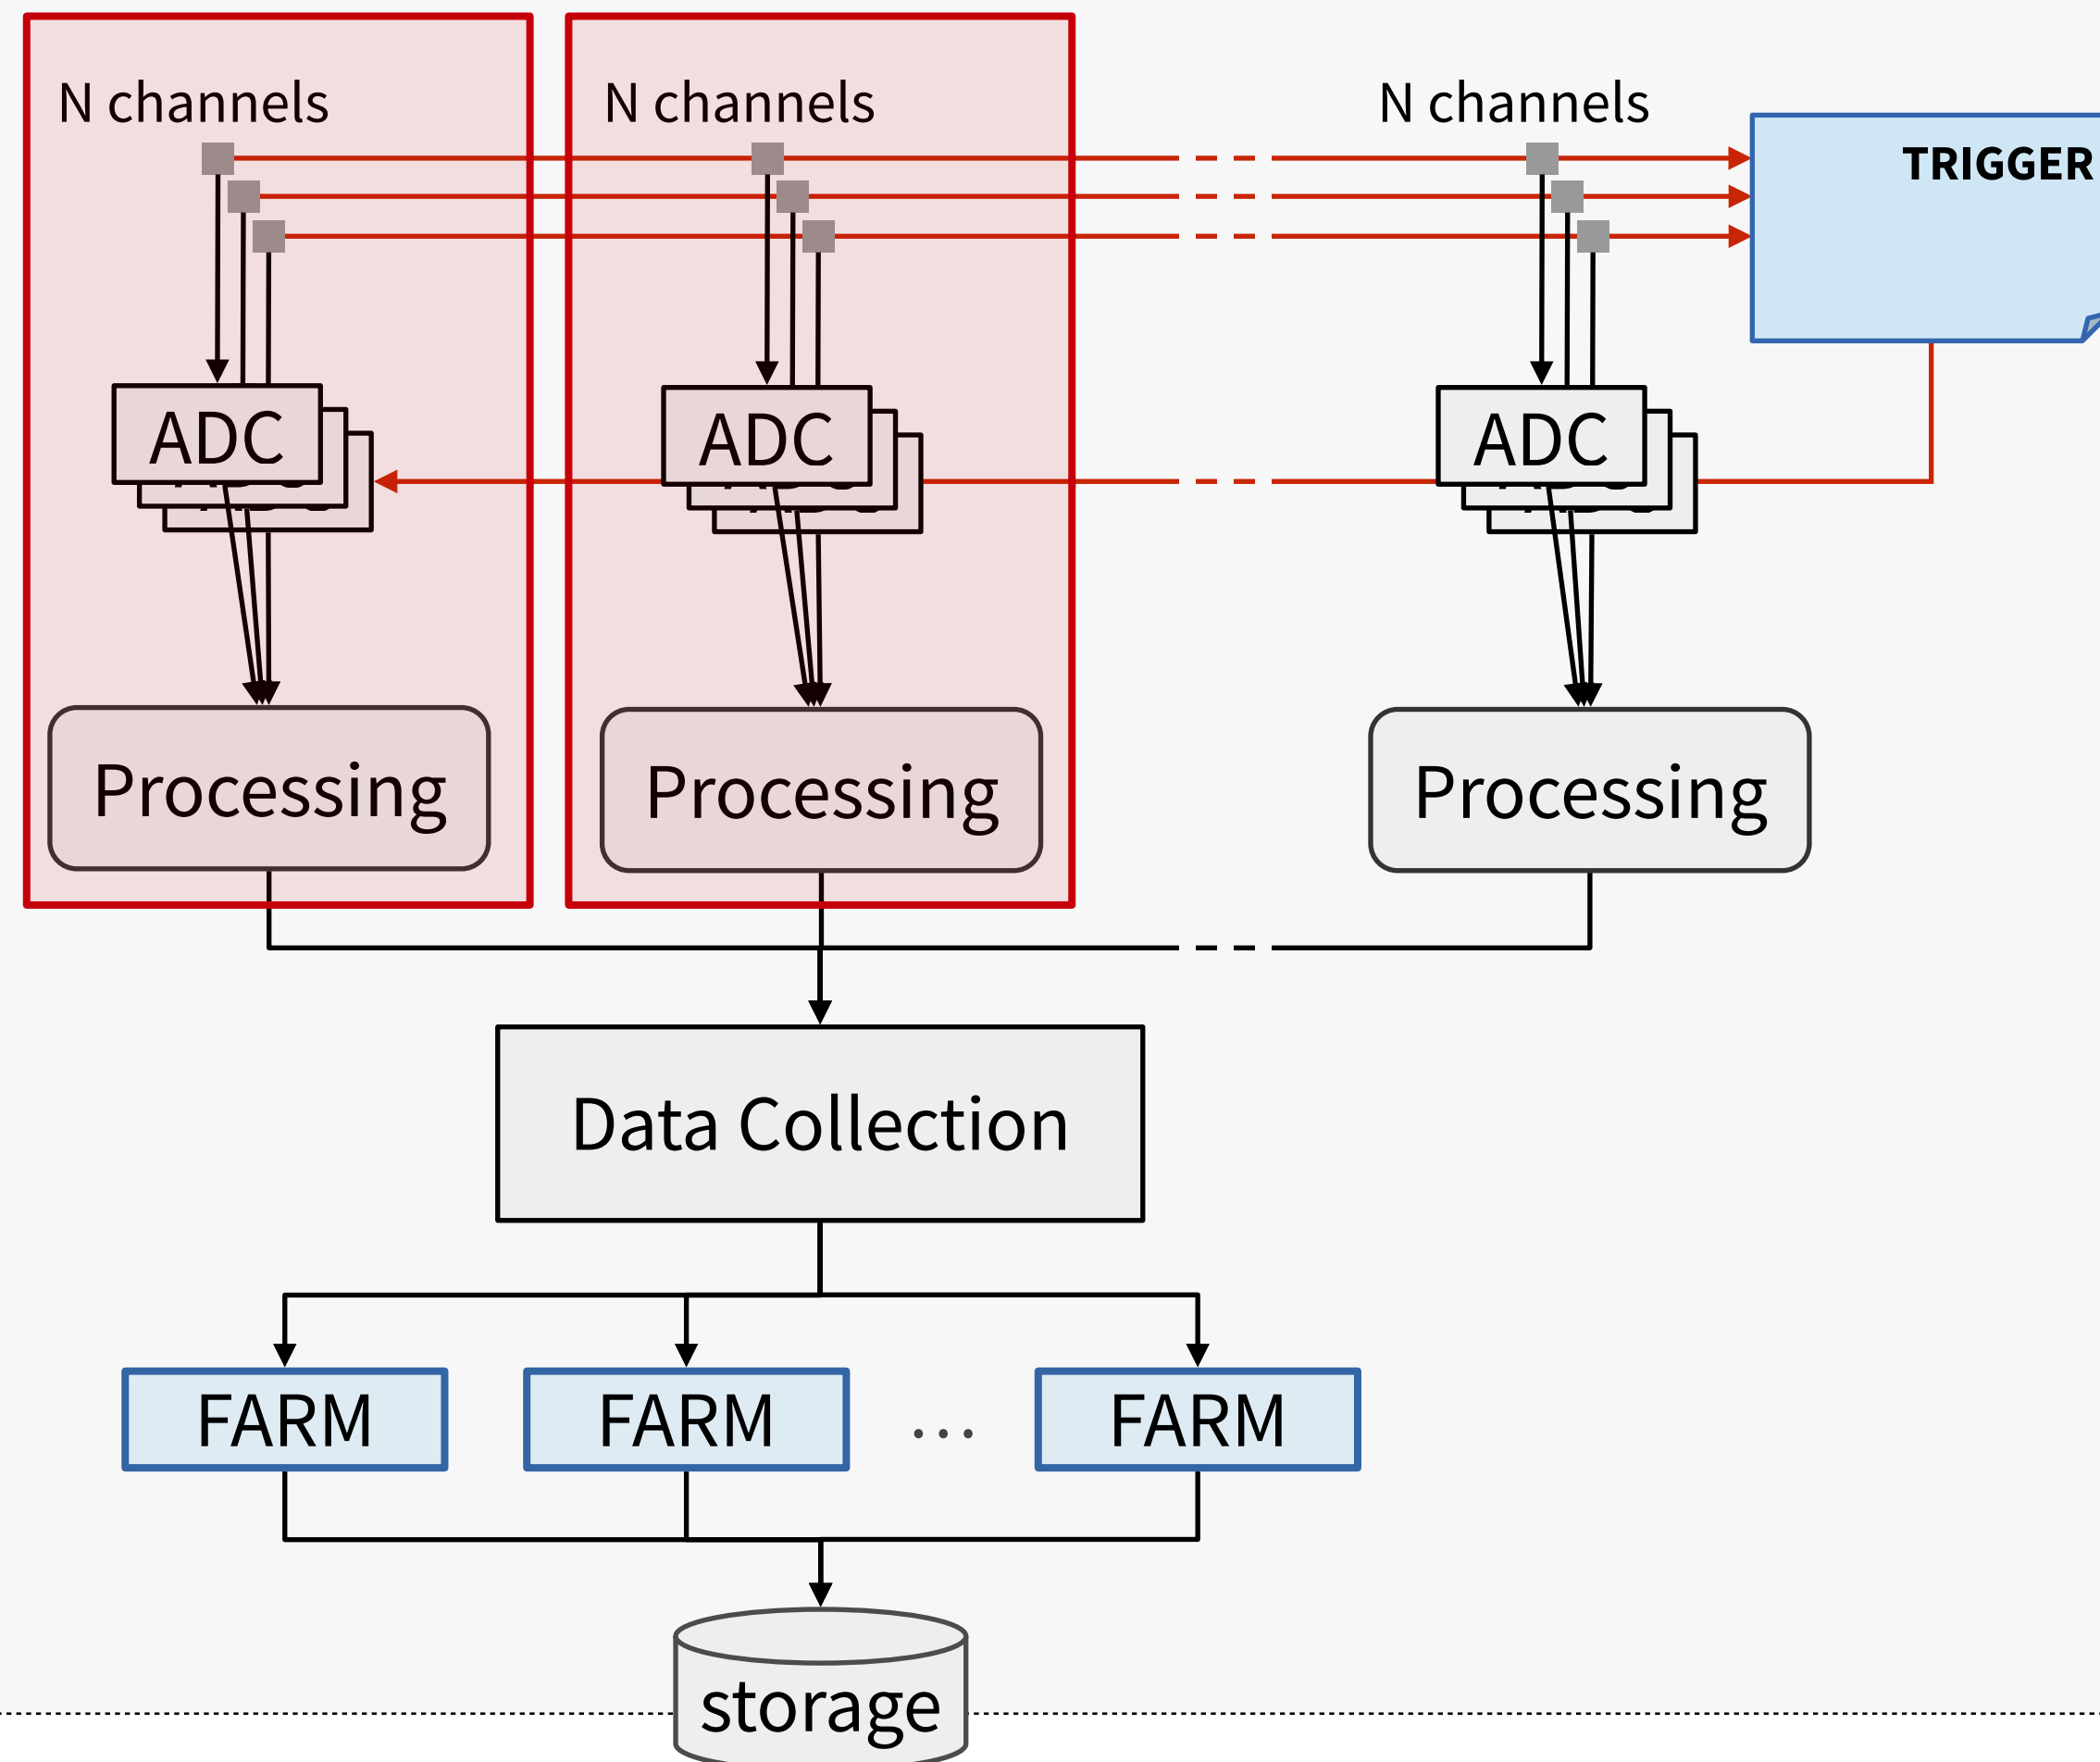 N channels
N channels
N channels
TRIGGER
ADC
ADC
ADC
Processing
Processing
Processing
Data Collection
FARM
FARM
...
FARM
storage